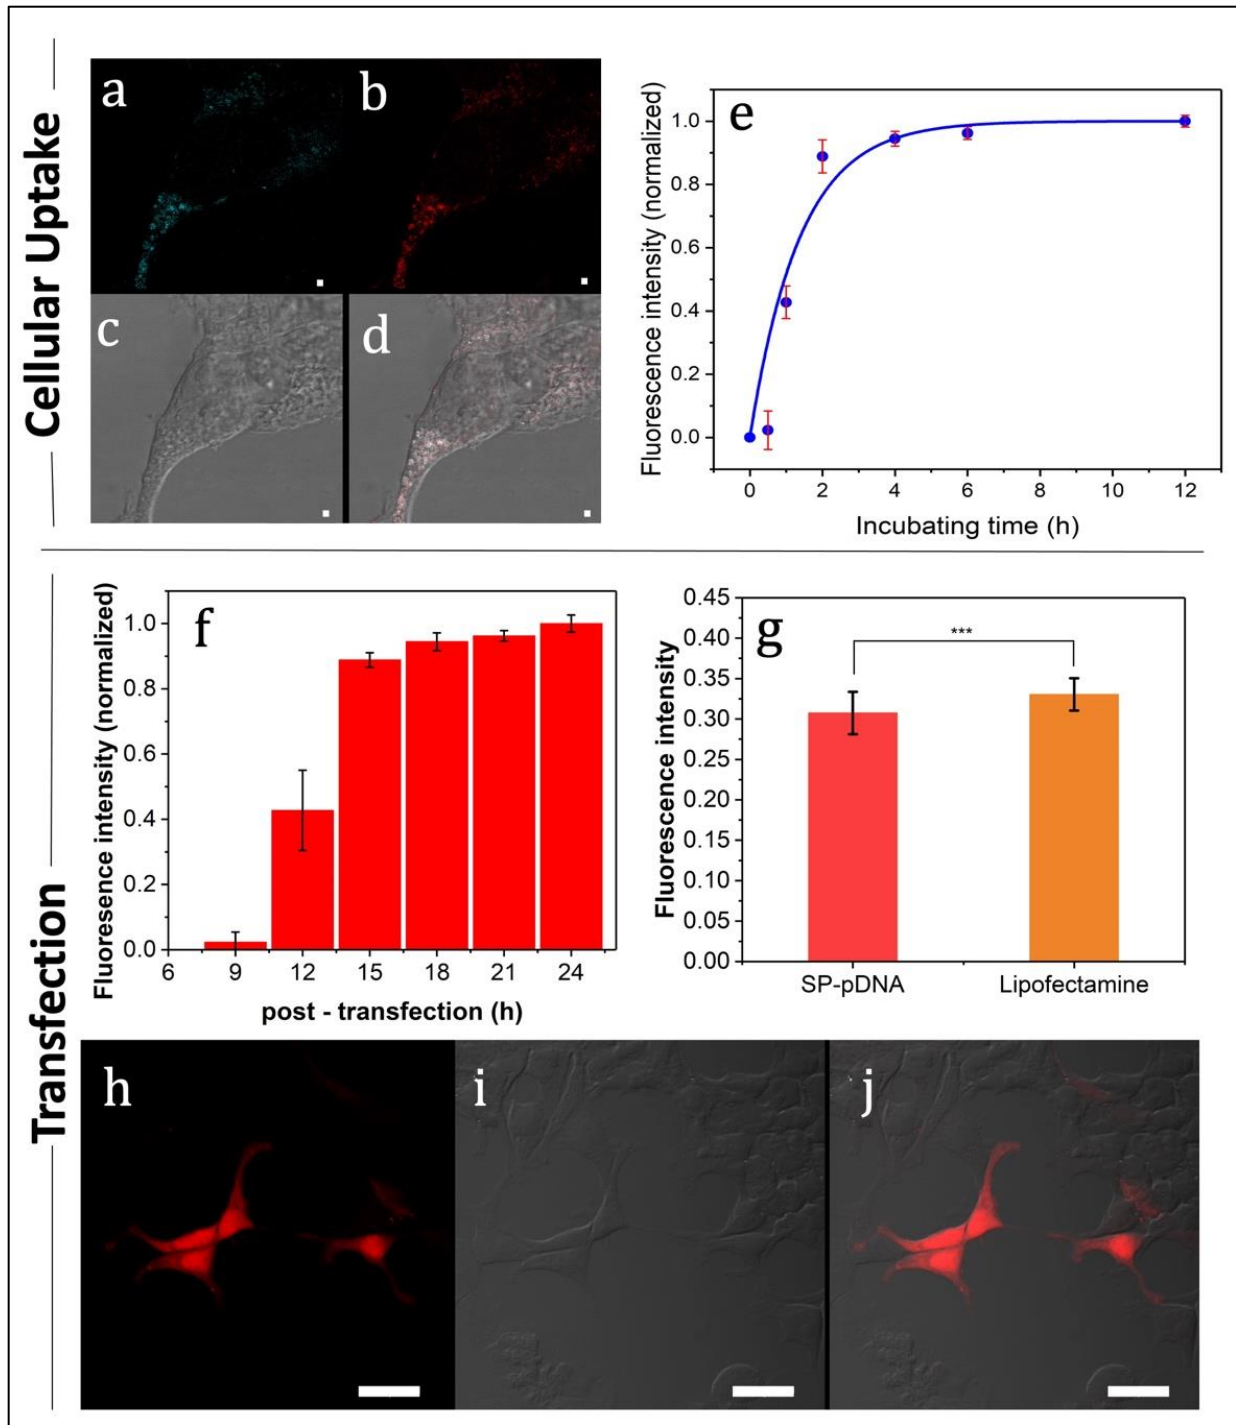 Cellular Uptake
a
b
c
d
e
Fluorescence intensity (normalized)
1.0
0.8
0.6
0.4
0.2
0.0
0 2 4 6 8 10 12
Incubating time (h)
Transfection
f
Fluoresence intensity (normalized)
1.0
0.8
0.6
0.4
0.2
0.0
6 9 12 15 18 21 24
post - transfection (h)
g
***
Fluorescence intensity
0.45
0.40
0.35
0.30
0.25
0.20
0.15
0.10
0.05
0.00
SP-pDNA Lipofectamine
h
i
j